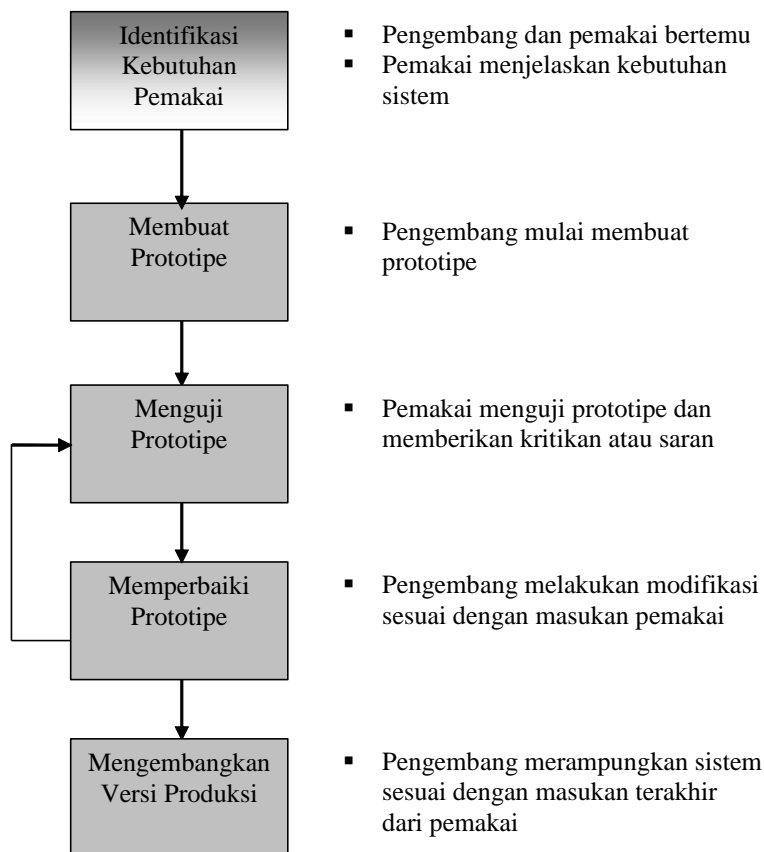 Identifikasi
Kebutuhan
Pemakai
▪ Pengembang dan pemakai bertemu
▪ Pemakai menjelaskan kebutuhan
sistem
Membuat
Prototipe
▪ Pengembang mulai membuat
prototipe
Menguji
Prototipe
▪ Pemakai menguji prototipe dan
memberikan kritikan atau saran
Memperbaiki
Prototipe
▪ Pengembang melakukan modifikasi
sesuai dengan masukan pemakai
Mengembangkan
Versi Produksi
▪ Pengembang merampungkan sistem
sesuai dengan masukan terakhir
dari pemakai